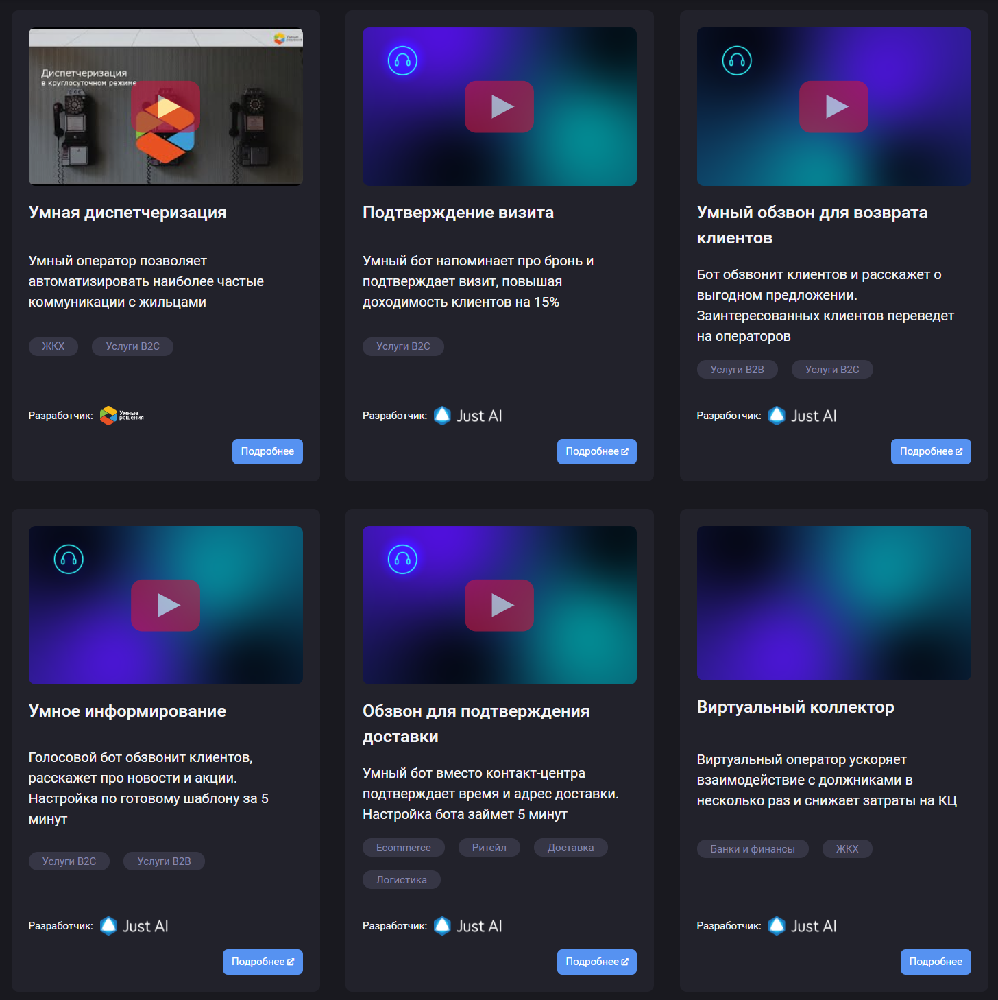 Умные
решения
Диспетчеризация
в круглосуточном режиме
Умная диспетчеризация
Умный оператор позволяет
автоматизировать наиболее частые
коммуникации с жильцами
ЖКХ
Услуги B2C
Разработчик:
Умные
решения
Подробнее
Подтверждение визита
Умный бот напоминает про бронь и
подтверждает визит, повышая
доходимость клиентов на 15%
Услуги B2C
Разработчик:
Just AI
Подробнее
Умный обзвон для возврата
клиентов
Бот обзвонит клиентов и расскажет о
выгодном предложении.
Заинтересованных клиентов переведет
на операторов
Услуги B2B
Услуги B2C
Разработчик:
Just AI
Подробнее
Умное информирование
Голосовой бот обзвонит клиентов,
расскажет про новости и акции.
Настройка по готовому шаблону за 5
минут
Услуги B2C
Услуги B2B
Разработчик:
Just AI
Подробнее
Обзвон для подтверждения
доставки
Умный бот вместо контакт-центра
подтверждает время и адрес доставки.
Настройка бота займет 5 минут
Ecommerce
Ритейл
Доставка
Логистика
Разработчик:
Just AI
Подробнее
Виртуальный коллектор
Виртуальный оператор ускоряет
взаимодействие с должниками в
несколько раз и снижает затраты на КЦ
Банки и финансы
ЖКХ
Разработчик:
Just AI
Подробнее